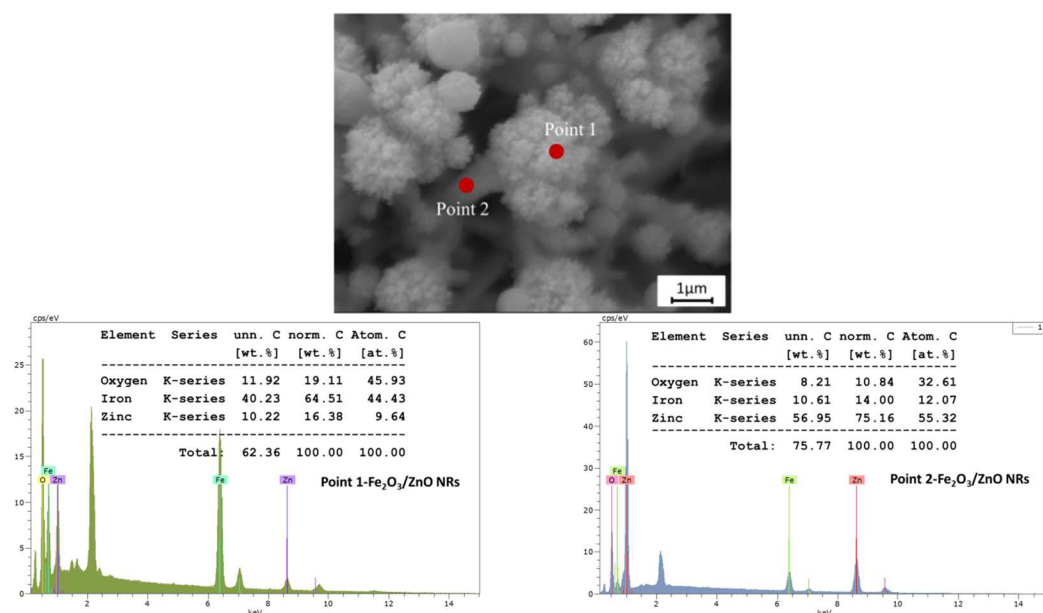 Point 1
Point 2
1μm
cps/eV
Element Series unn. C norm. C Atom. C
[wt.%] [wt.%] [at.%]
Oxygen K-series 11.92 19.11 45.93
Iron K-series 40.23 64.51 44.43
Zinc K-series 10.22 16.38 9.64
Total: 62.36 100.00 100.00
Point 1-Fe₂O₃/ZnO NRs
25
20
15
10
5
0
Fe
O Zn Fe Zn
2 4 6 8 10 12 14
keV
cps/eV
1
Element Series unn. C norm. C Atom. C
[wt.%] [wt.%] [at.%]
Oxygen K-series 8.21 10.84 32.61
Iron K-series 10.61 14.00 12.07
Zinc K-series 56.95 75.16 55.32
Total: 75.77 100.00 100.00
Point 2-Fe₂O₃/ZnO NRs
60
50
40
30
20
10
0
Fe
O Zn Fe Zn
2 4 6 8 10 12 14
keV